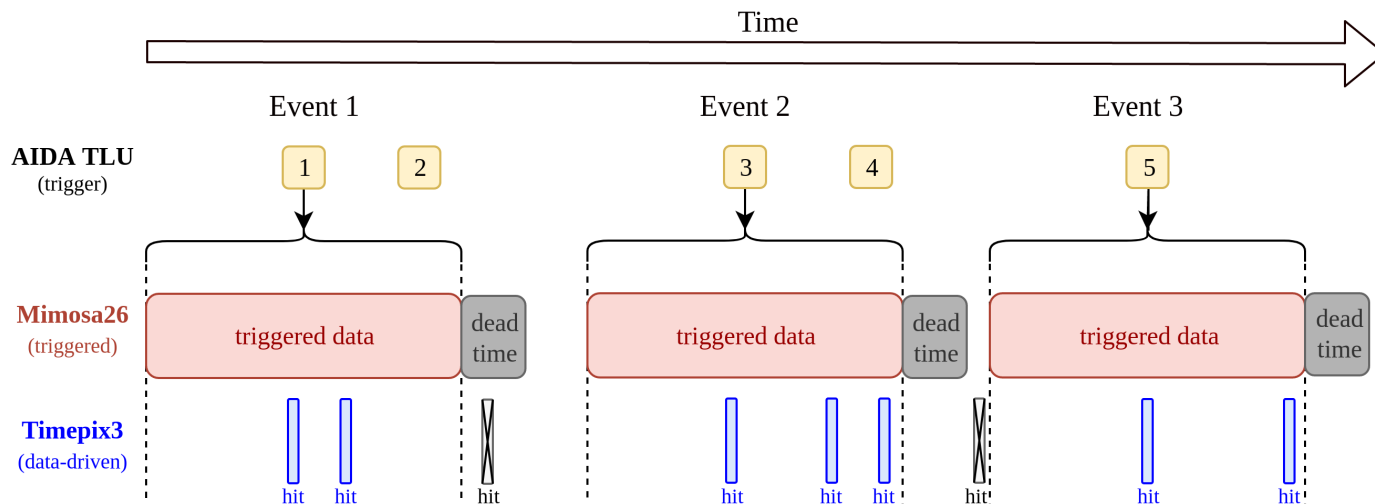 Time
Event 1
Event 2
Event 3
AIDA TLU
(trigger)
1
2
3
4
5
Mimosa26
(triggered)
triggered data
dead
time
triggered data
dead
time
triggered data
dead
time
Timepix3
(data-driven)
hit
hit
hit
hit
hit
hit
hit
hit
hit